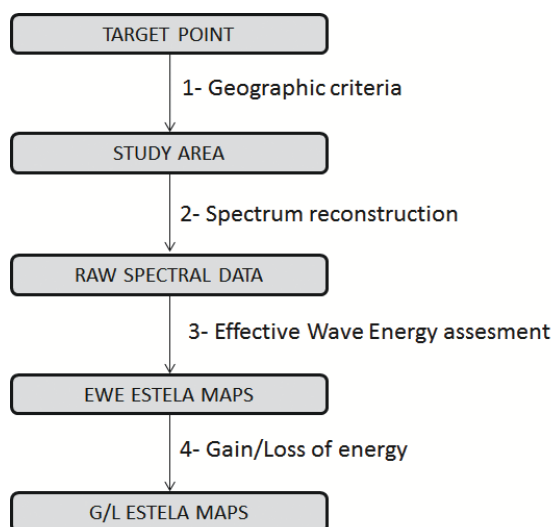 TARGET POINT
1- Geographic criteria
STUDY AREA
2- Spectrum reconstruction
RAW SPECTRAL DATA
3- Effective Wave Energy assesment
EWE ESTELA MAPS
4- Gain/Loss of energy
G/L ESTELA MAPS